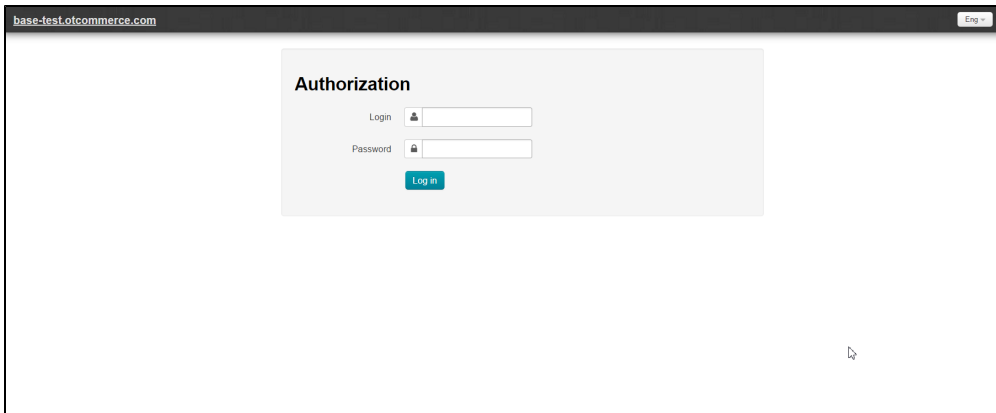 base-test.otcommerce.com
Eng
Authorization
Login
Password
Log in